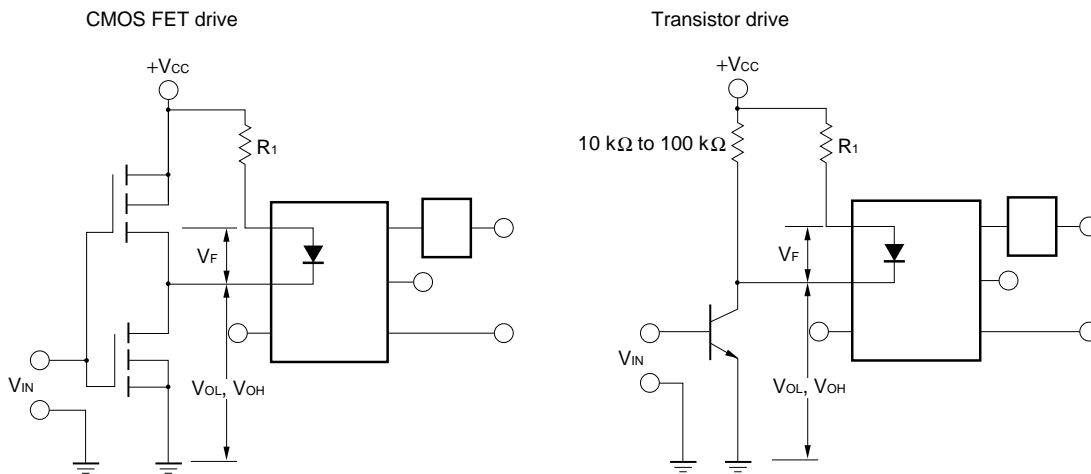 CMOS FET drive
+VCC
R1
VF
VIN
VOL, VOH
Transistor drive
+VCC
10 kΩ to 100 kΩ
R1
VF
VIN
VOL, VOH